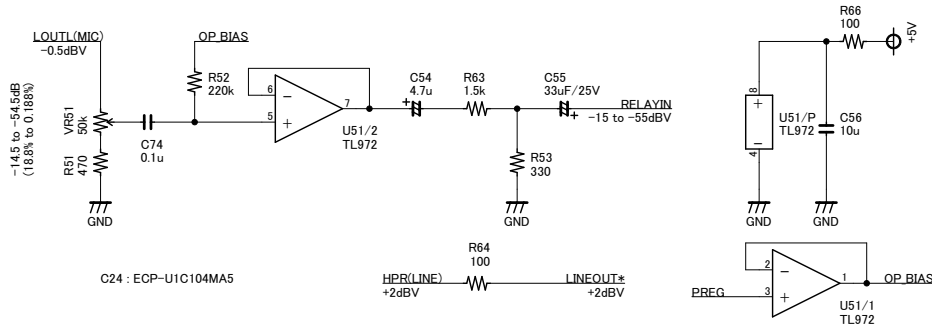 LOUTL(MIC)
-0.5dBV
OP_BIAS
R52
220k
-14.5 to -54.5dB
(18.8% to 0.188%)
VR51
50k
R51
470
GND
C74
0.1u
6
5
7
U51/2
TL972
C54
4.7u
+
R63
1.5k
C55
33uF/25V
+
RELAYIN
-15 to -55dBV
R53
330
GND
R66
100
+5V
8
4
U51/P
TL972
C56
10u
GND
GND
C24 : ECP-U1C104MA5
HPR(LINE)
+2dBV
R64
100
LINEOUT*
+2dBV
PREG
2
3
1
OP_BIAS
U51/1
TL972